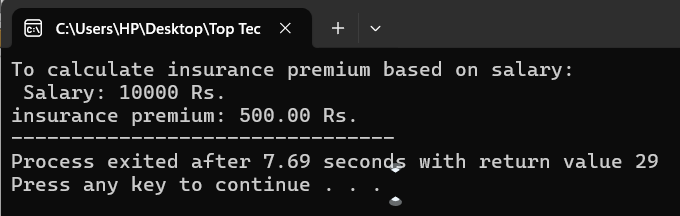 C:\Users\HP\Desktop\Top Tec
To calculate insurance premium based on salary:
 Salary: 10000 Rs.
insurance premium: 500.00 Rs.
--------------------------------
Process exited after 7.69 seconds with return value 29
Press any key to continue . . .